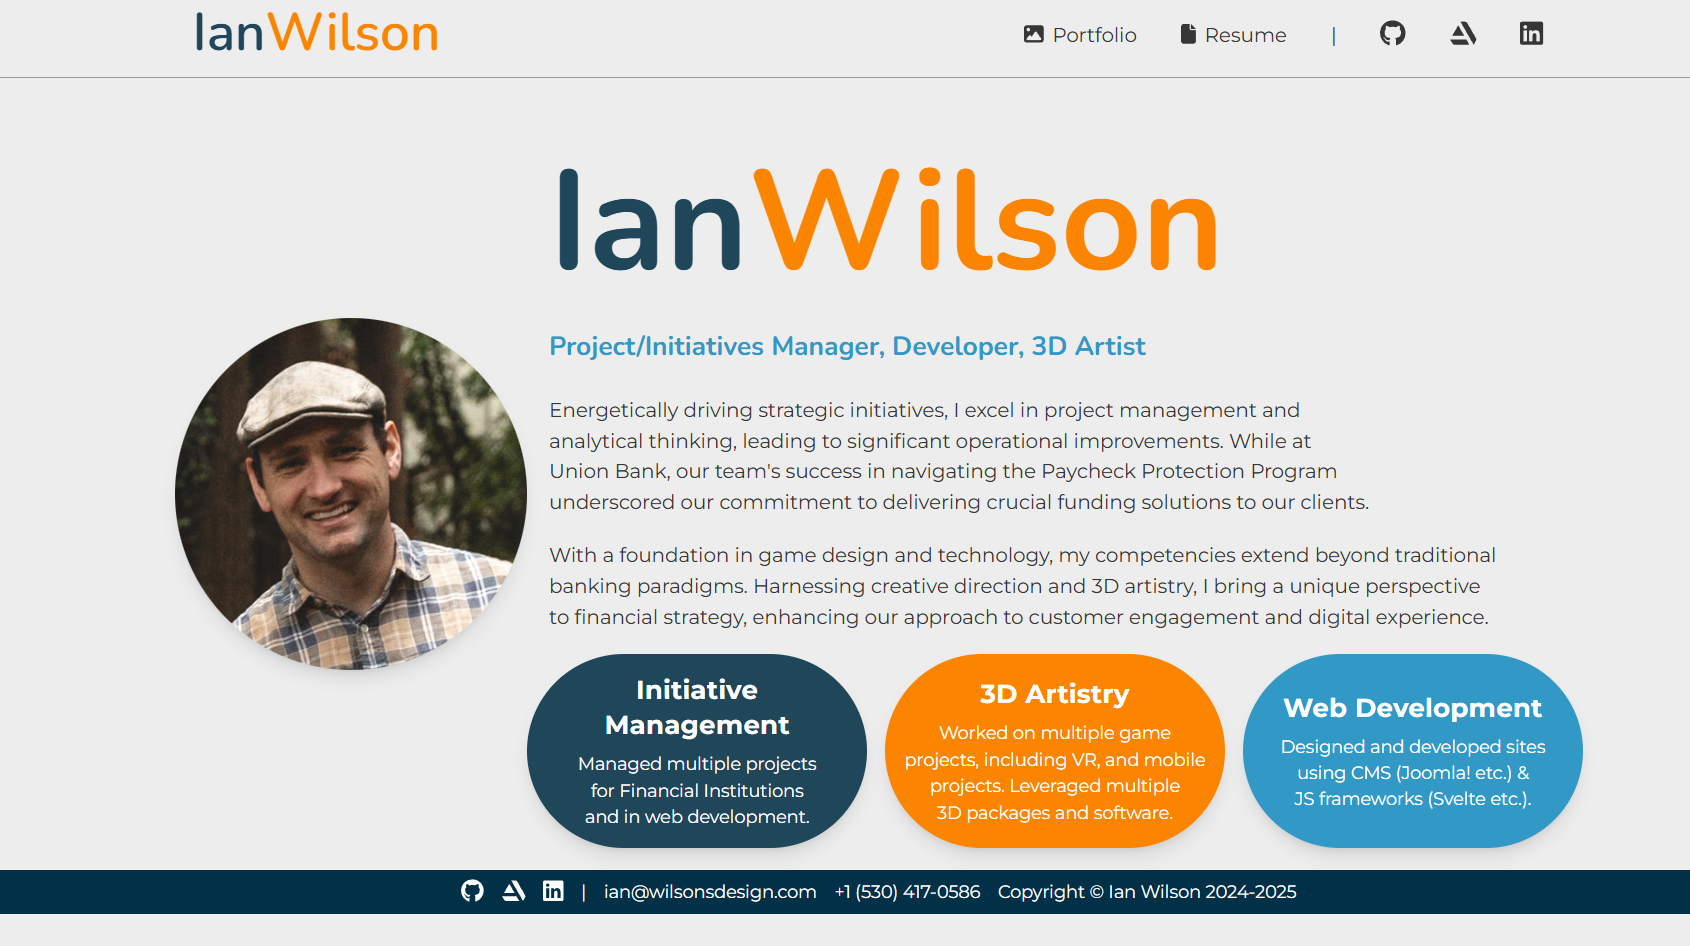 IanWilson
Portfolio Resume |
IanWilson
Project/Initiatives Manager, Developer, 3D Artist
Energetically driving strategic initiatives, I excel in project management and
analytical thinking, leading to significant operational improvements. While at
Union Bank, our team's success in navigating the Paycheck Protection Program
underscored our commitment to delivering crucial funding solutions to our clients.
With a foundation in game design and technology, my competencies extend beyond traditional
banking paradigms. Harnessing creative direction and 3D artistry, I bring a unique perspective
to financial strategy, enhancing our approach to customer engagement and digital experience.
Initiative
Management
Managed multiple projects
for Financial Institutions
and in web development.
3D Artistry
Worked on multiple game
projects, including VR, and mobile
projects. Leveraged multiple
3D packages and software.
Web Development
Designed and developed sites
using CMS (Joomla! etc.) &
JS frameworks (Svelte etc.).
| ian@wilsonsdesign.com +1 (530) 417-0586 Copyright © Ian Wilson 2024-2025